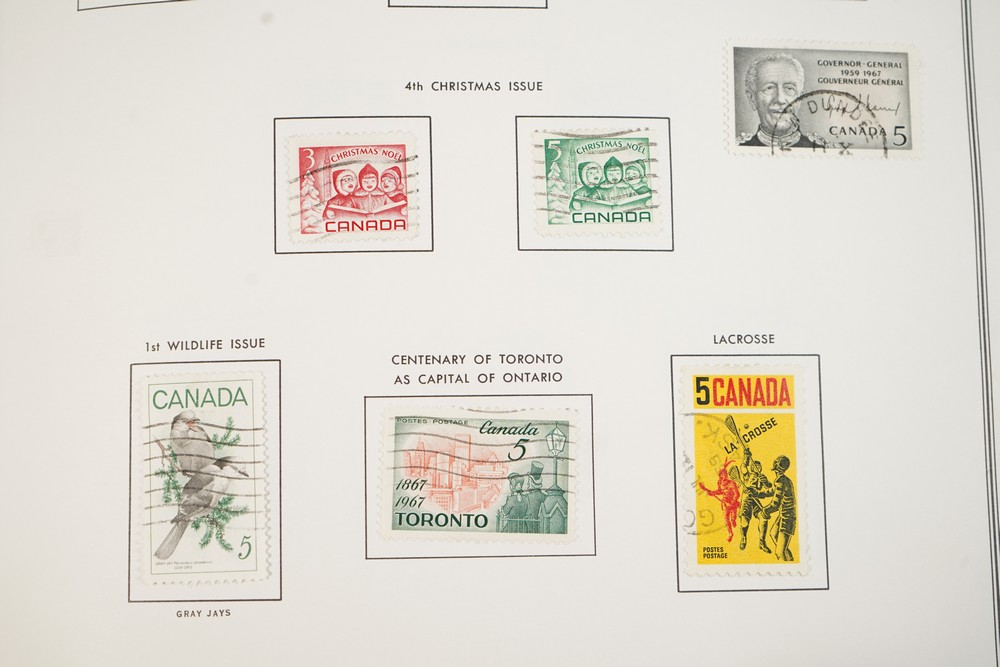 4th CHRISTMAS ISSUE
3
CHRISTMAS NOËL
CANADA
5
CHRISTMAS NOËL
CANADA
GOVERNOR-GENERAL
1959 1967
GOUVERNEUR GÉNÉRAL
CANADA 5
1st WILDLIFE ISSUE
CANADA
5
GRAY JAYS
CENTENARY OF TORONTO
AS CAPITAL OF ONTARIO
POSTES POSTAGE
Canada
5
1867
1967
TORONTO
LACROSSE
5 CANADA
LA CROSSE
POSTES
POSTAGE